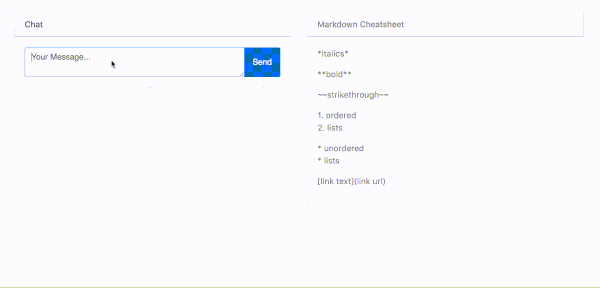 Chat
Your Message...
Send
Markdown Cheatsheet
*italics*
**bold**
~~strikethrough~~
1. ordered
2. lists
* unordered
* lists
[link text](link url)